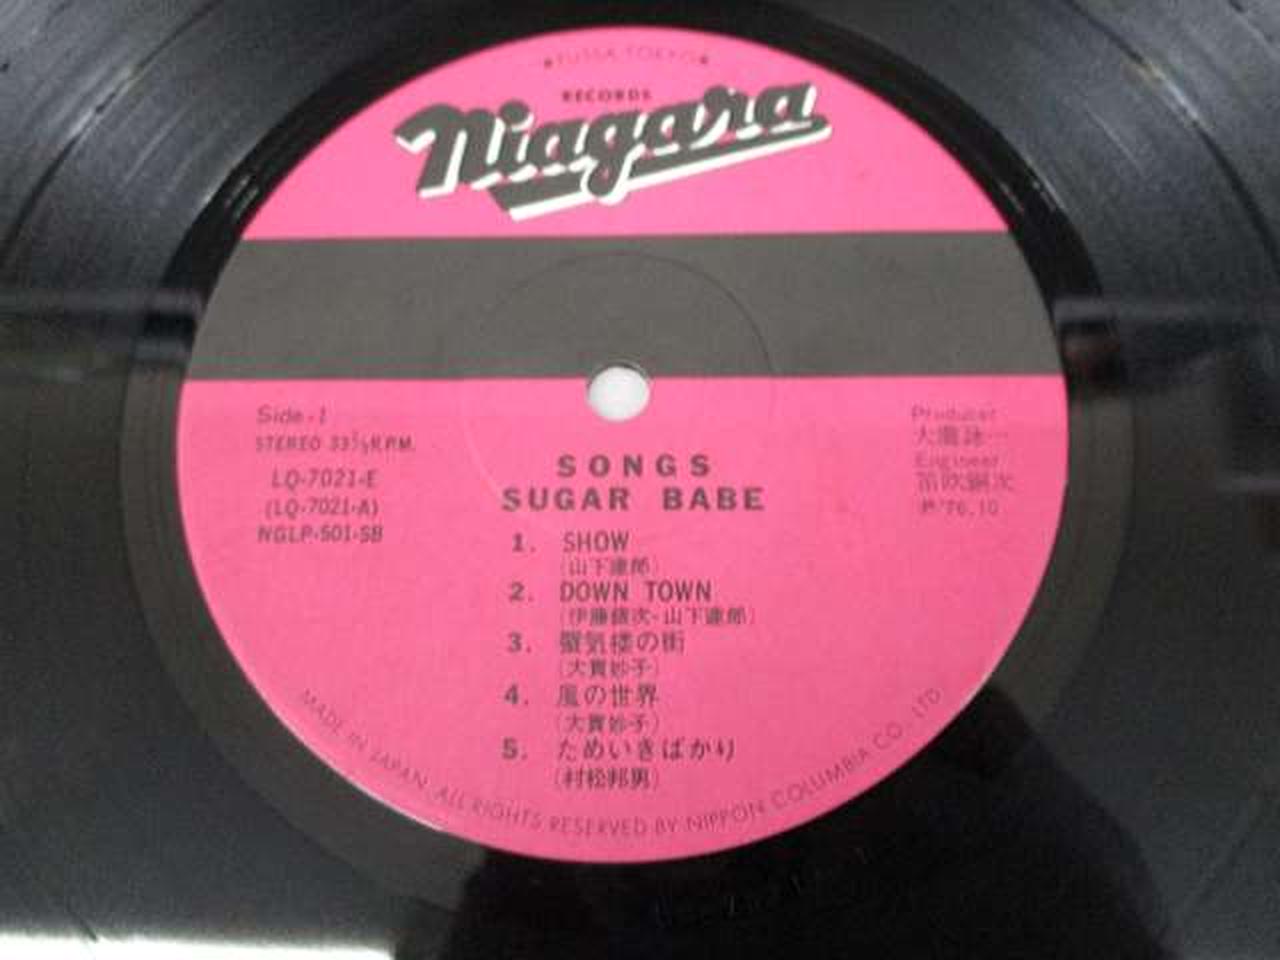 ★FUSSA TOKYO★
RECORDS
Niagara
Side-1
STEREO 33⅓R.P.M.
LQ-7021-E
(LQ-7021-A)
NGLP-501-SB
Producer
大瀧詠一
Engineer
笛吹銅次
℗'76.10
SONGS
SUGAR BABE
1. SHOW
(山下達郎)
2. DOWN TOWN
(伊藤銀次-山下達郎)
3. 蜃気楼の街
(大貫妙子)
4. 風の世界
(大貫妙子)
5. ためいきばかり
(村松邦男)
MADE IN JAPAN. ALL RIGHTS RESERVED BY NIPPON COLUMBIA CO., LTD.